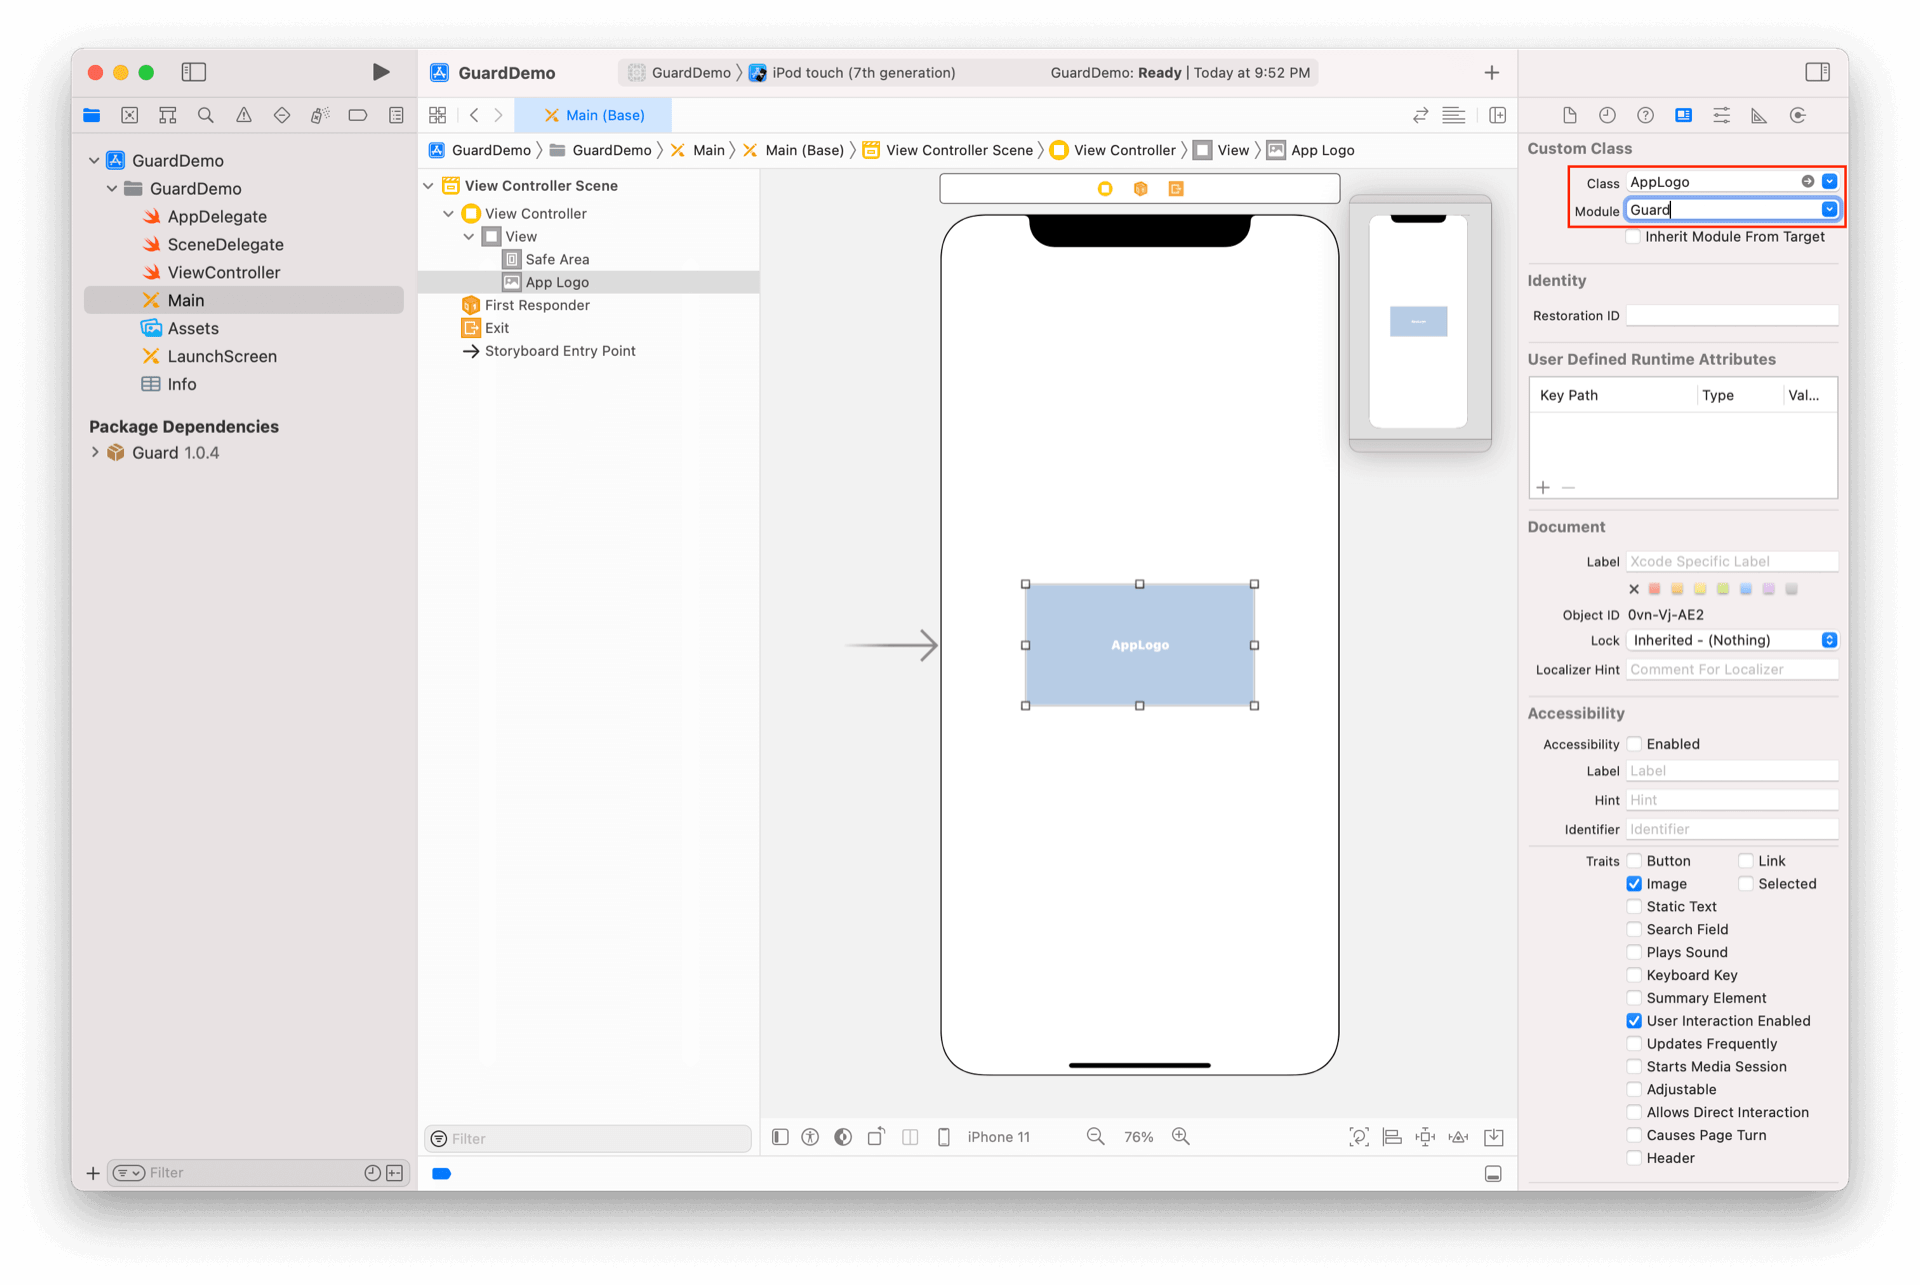 GuardDemo
GuardDemo
iPod touch (7th generation)
GuardDemo: Ready | Today at 9:52 PM
Main (Base)
GuardDemo
GuardDemo
Main
Main (Base)
View Controller Scene
View Controller
View
App Logo
GuardDemo
GuardDemo
AppDelegate
SceneDelegate
ViewController
Main
Assets
LaunchScreen
Info
Package Dependencies
Guard 1.0.4
Filter
View Controller Scene
View Controller
View
Safe Area
App Logo
First Responder
Exit
Storyboard Entry Point
Filter
AppLogo
iPhone 11
76%
Custom Class
Class AppLogo
Module Guard
Inherit Module From Target
Identity
Restoration ID
User Defined Runtime Attributes
Key Path Type Val...
Document
Label Xcode Specific Label
Object ID 0vn-Vj-AE2
Lock Inherited - (Nothing)
Localizer Hint Comment For Localizer
Accessibility
Accessibility Enabled
Label Label
Hint Hint
Identifier Identifier
Traits Button Link
Image Selected
Static Text
Search Field
Plays Sound
Keyboard Key
Summary Element
User Interaction Enabled
Updates Frequently
Starts Media Session
Adjustable
Allows Direct Interaction
Causes Page Turn
Header